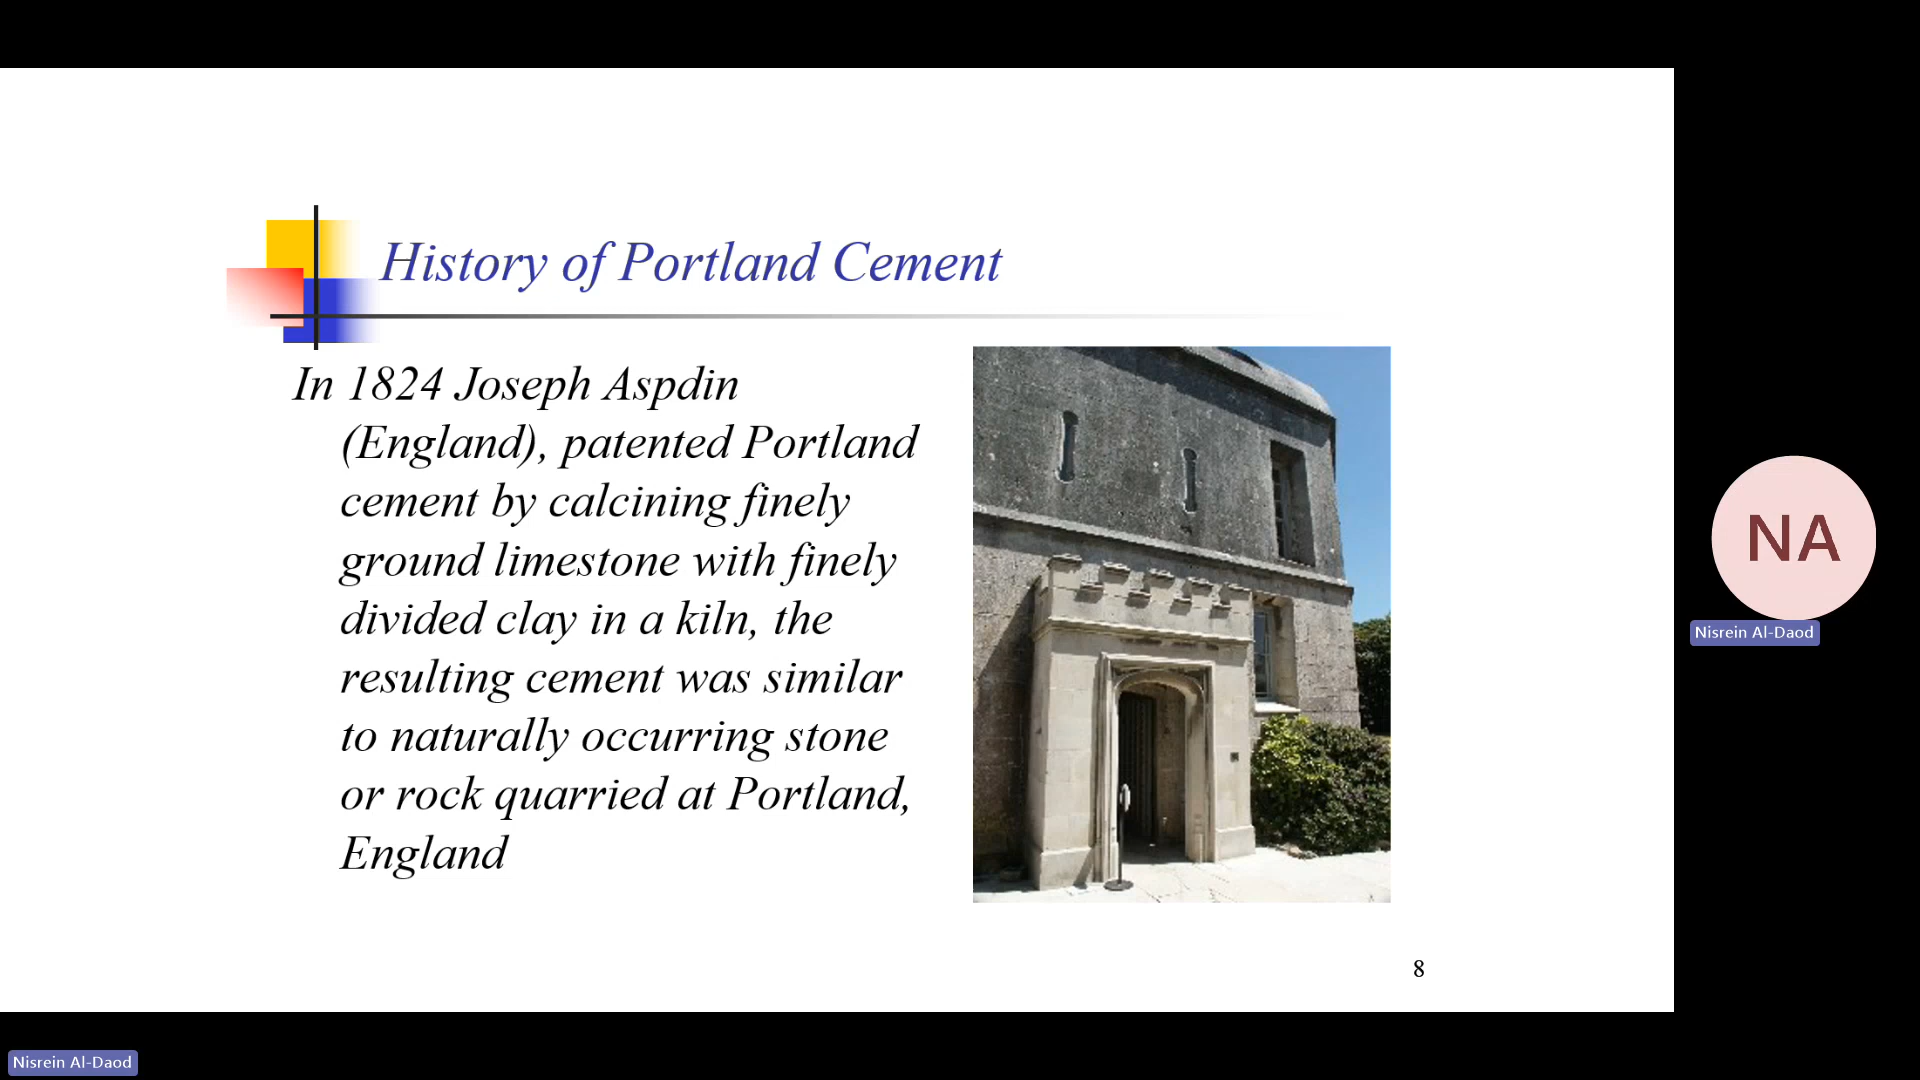 History of Portland Cement
In 1824 Joseph Aspdin
(England), patented Portland
cement by calcining finely
ground limestone with finely
divided clay in a kiln, the
resulting cement was similar
to naturally occurring stone
or rock quarried at Portland,
England
8
NA
Nisrein Al-Daod
Nisrein Al-Daod